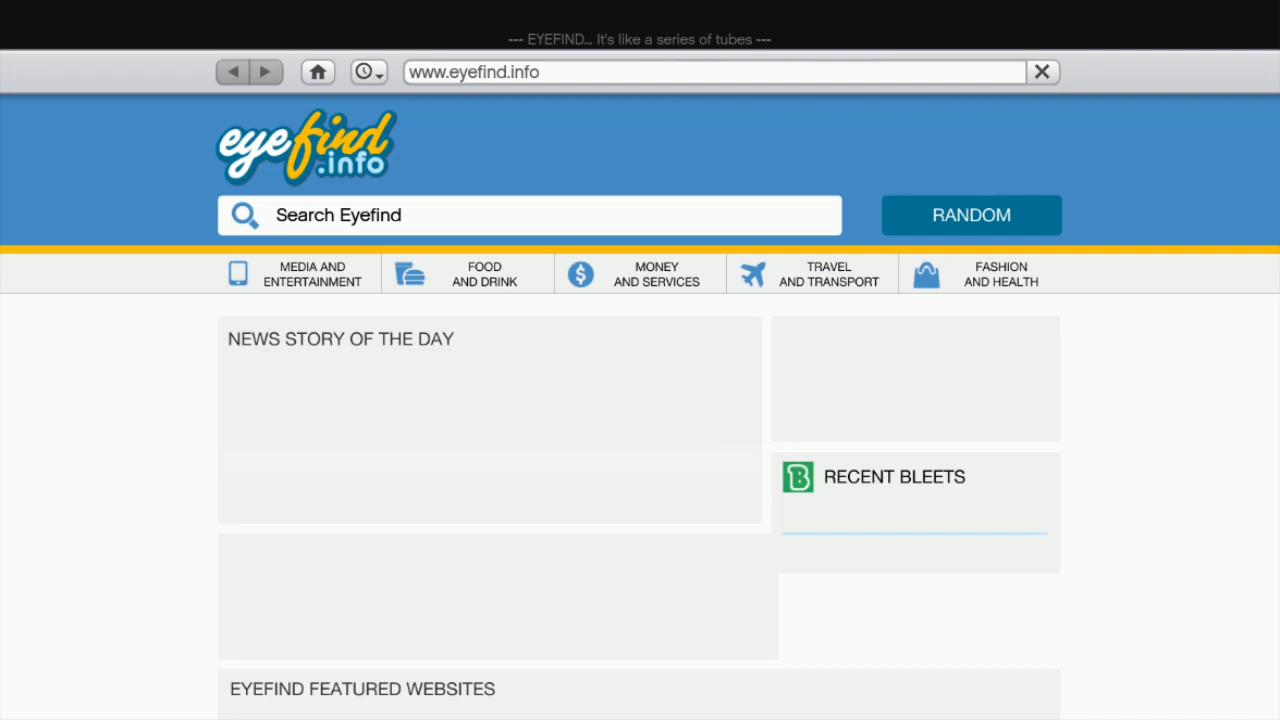 --- EYEFIND... It's like a series of tubes ---
www.eyefind.info
eyefind
.info
Search Eyefind
RANDOM
MEDIA AND
ENTERTAINMENT
FOOD
AND DRINK
MONEY
AND SERVICES
TRAVEL
AND TRANSPORT
FASHION
AND HEALTH
NEWS STORY OF THE DAY
B RECENT BLEETS
EYEFIND FEATURED WEBSITES